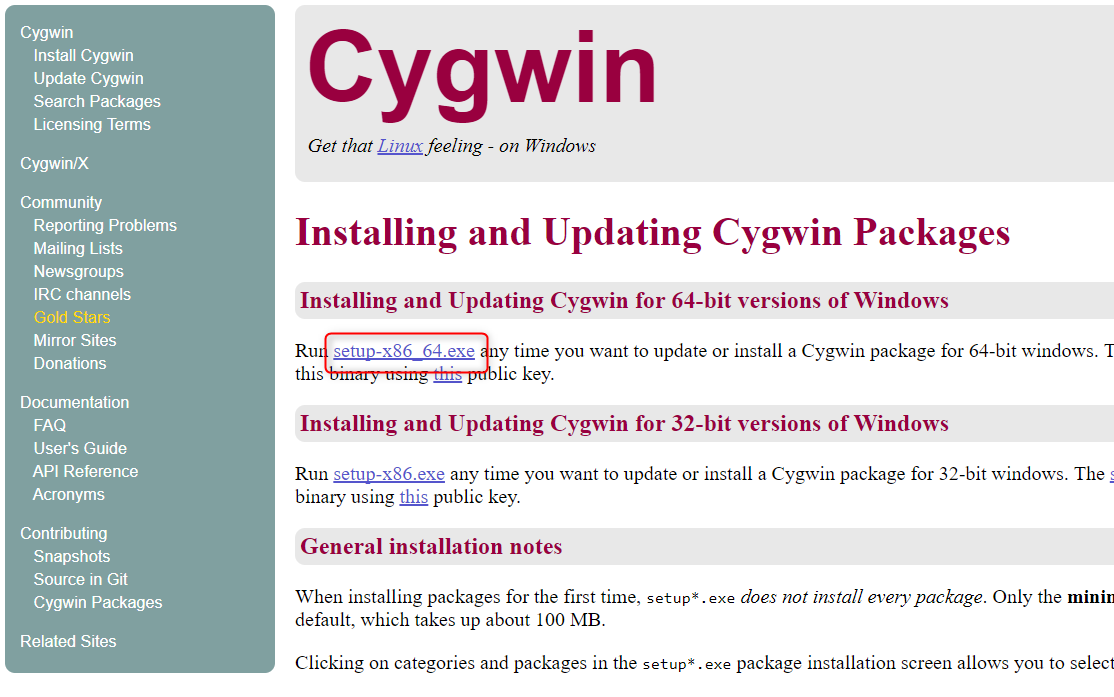 Cygwin
Install Cygwin
Update Cygwin
Search Packages
Licensing Terms
Cygwin/X
Community
Reporting Problems
Mailing Lists
Newsgroups
IRC channels
Gold Stars
Mirror Sites
Donations
Documentation
FAQ
User's Guide
API Reference
Acronyms
Contributing
Snapshots
Source in Git
Cygwin Packages
Related Sites
Cygwin
Get that Linux feeling - on Windows
Installing and Updating Cygwin Packages
Installing and Updating Cygwin for 64-bit versions of Windows
Run setup-x86_64.exe any time you want to update or install a Cygwin package for 64-bit windows.
this binary using this public key.
Installing and Updating Cygwin for 32-bit versions of Windows
Run setup-x86.exe any time you want to update or install a Cygwin package for 32-bit windows. The
binary using this public key.
General installation notes
When installing packages for the first time, setup*.exe does not install every package. Only the
default, which takes up about 100 MB.
Clicking on categories and packages in the setup*.exe package installation screen allows you to select